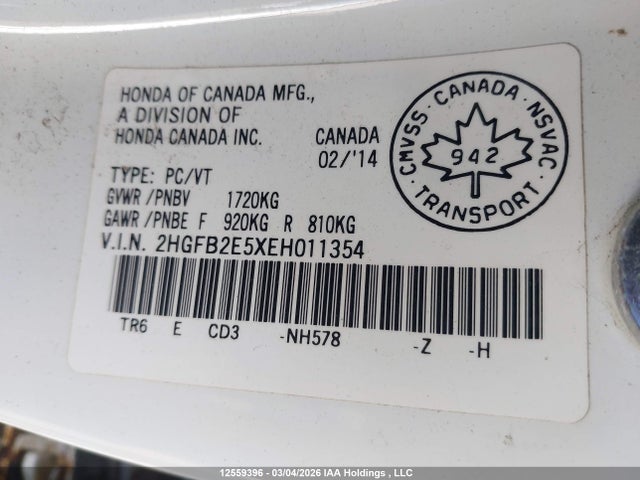 HONDA OF CANADA MFG.,
A DIVISION OF
HONDA CANADA INC. CANADA
02/'14
TYPE: PC/VT
GVWR/PNBV 1720KG
GAWR/PNBE F 920KG R 810KG
V.I.N. 2HGFB2E5XEH011354
TR6 E CD3 -NH578 -Z -H
CMVSS · CANADA · NSVAC
942
TRANSPORT
12559396 - 03/04/2026 IAA Holdings , LLC